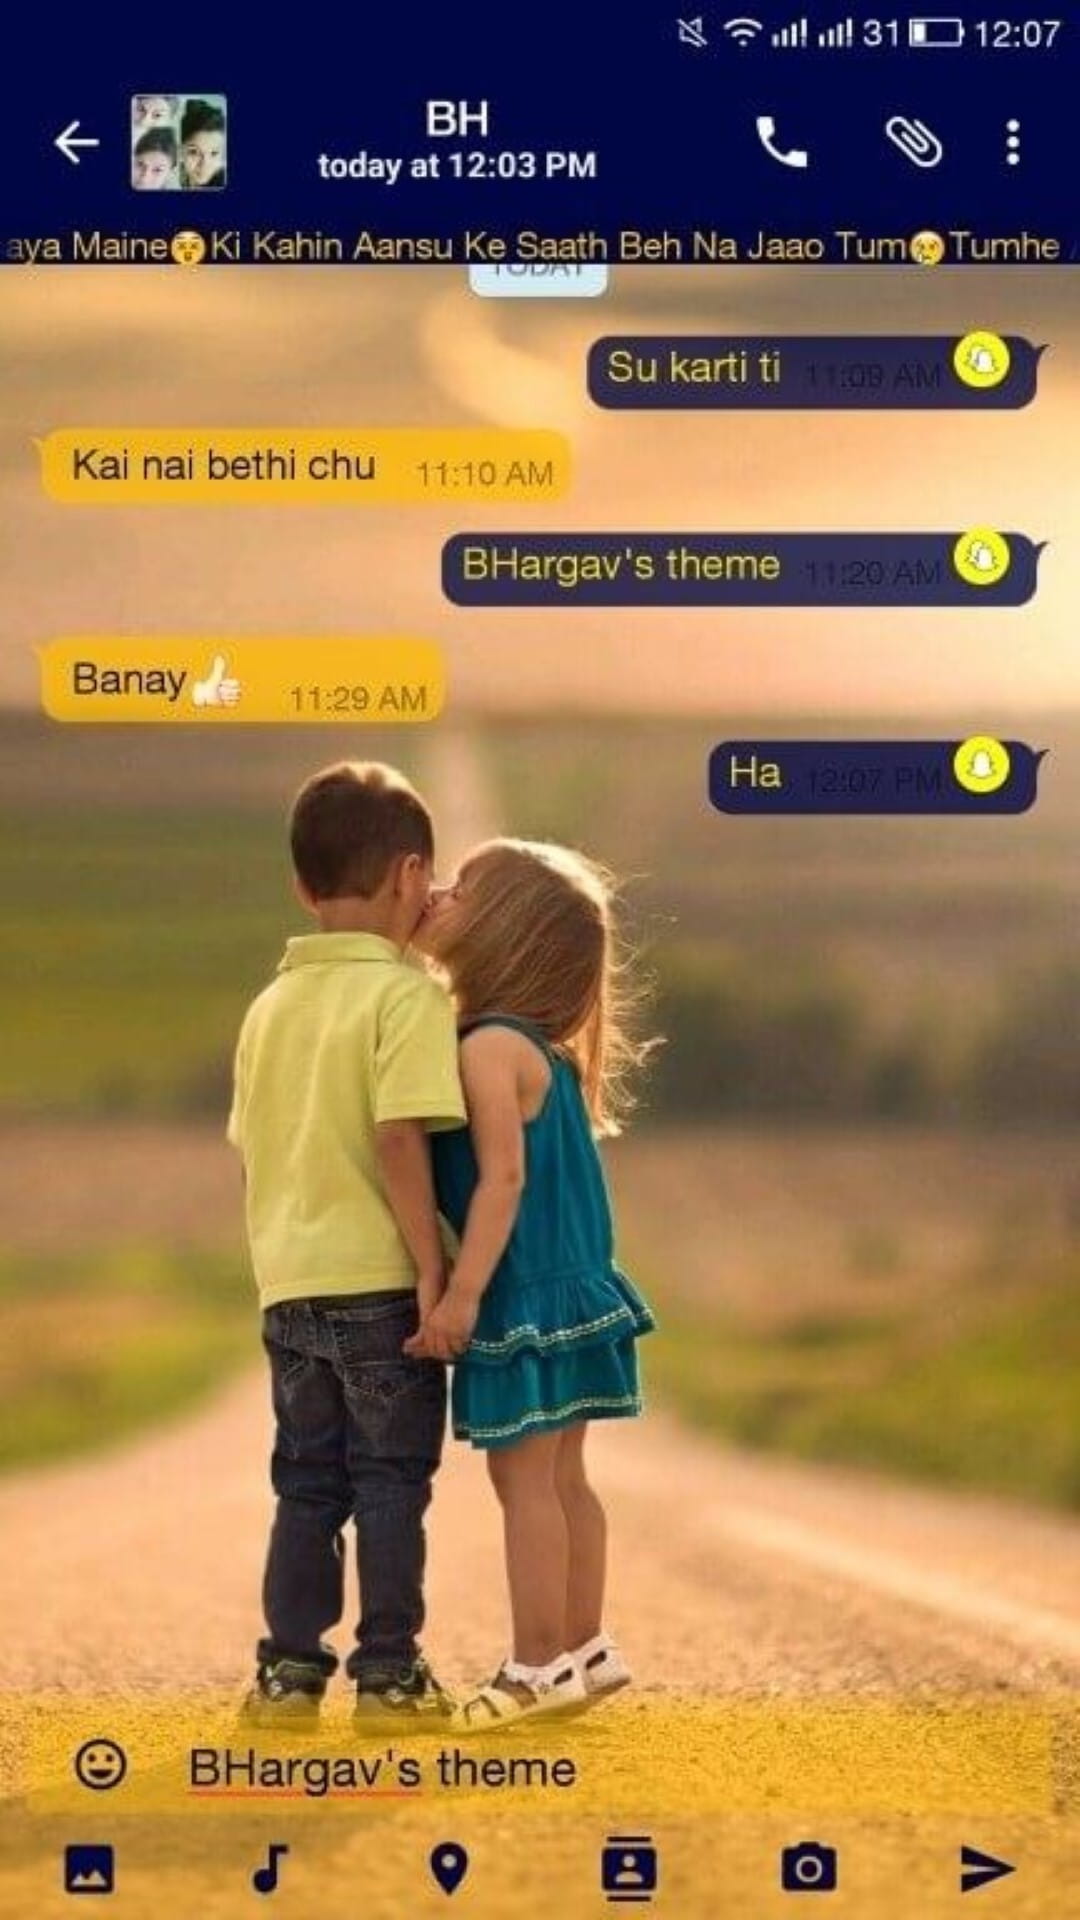 31 12:07
BH
today at 12:03 PM
aya Maine😚Ki Kahin Aansu Ke Saath Beh Na Jaao Tum😢Tumhe
TODAY
Su karti ti 11:09 AM
Kai nai bethi chu 11:10 AM
BHargav's theme 11:20 AM
Banay👍 11:29 AM
Ha 12:07 PM
BHargav's theme